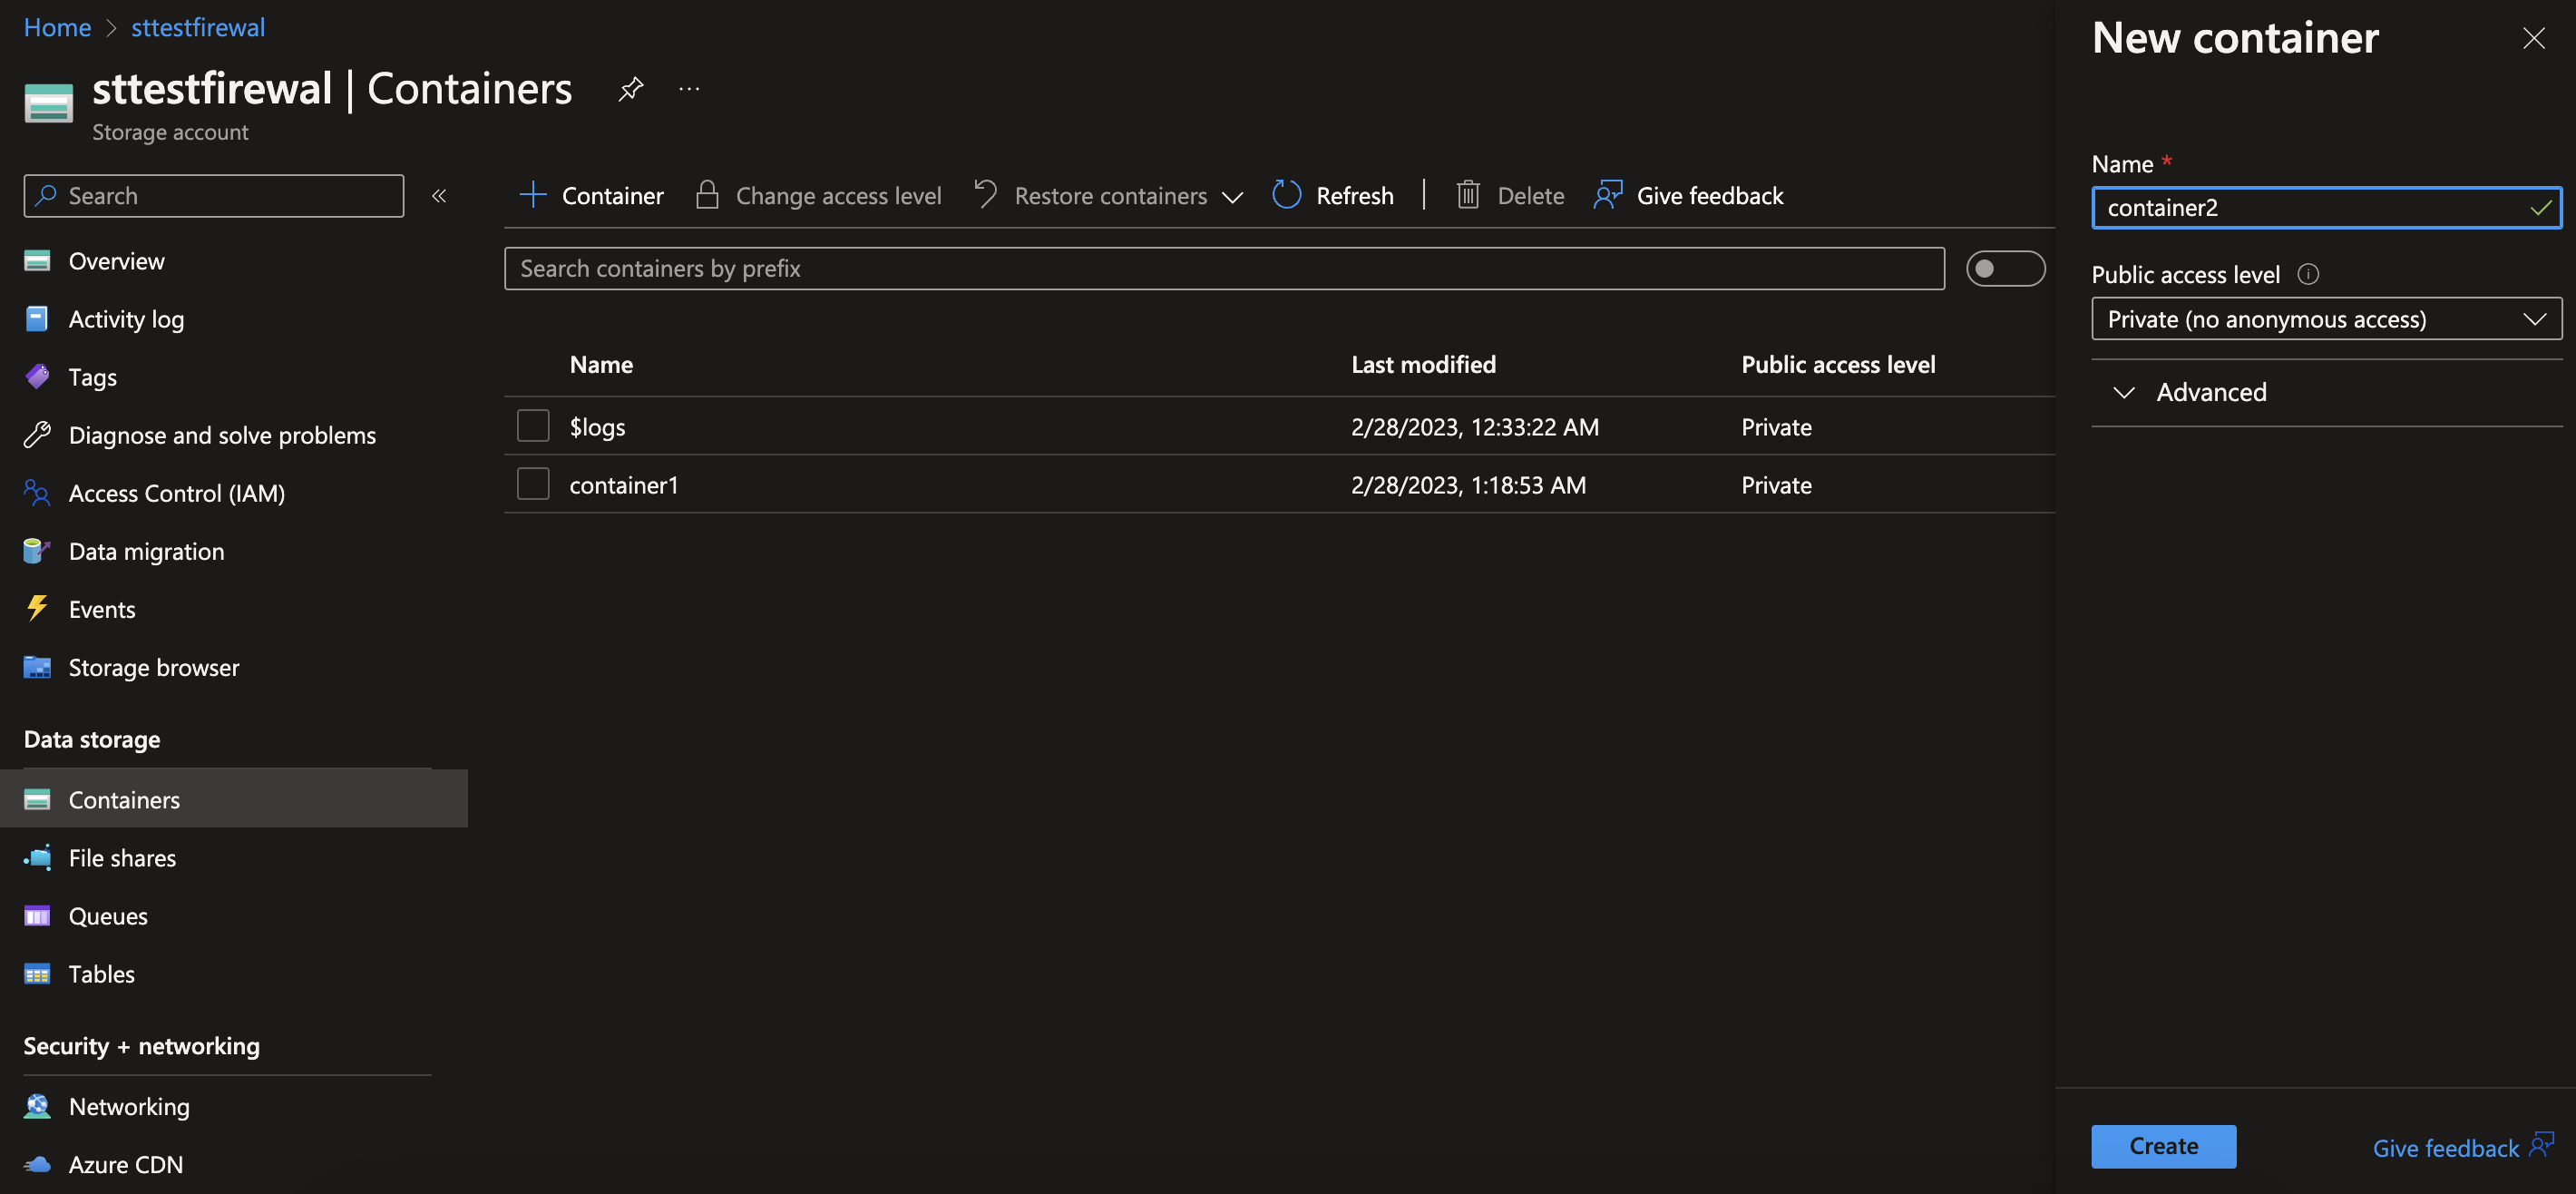 Home > sttestfirewal
sttestfirewal | Containers
Storage account
Search
Overview
Activity log
Tags
Diagnose and solve problems
Access Control (IAM)
Data migration
Events
Storage browser
Data storage
Containers
File shares
Queues
Tables
Security + networking
Networking
Azure CDN
Container Change access level Restore containers Refresh | Delete Give feedback
Search containers by prefix
Name Last modified Public access level
$logs 2/28/2023, 12:33:22 AM Private
container1 2/28/2023, 1:18:53 AM Private
New container
Name *
container2
Public access level
Private (no anonymous access)
Advanced
Create Give feedback